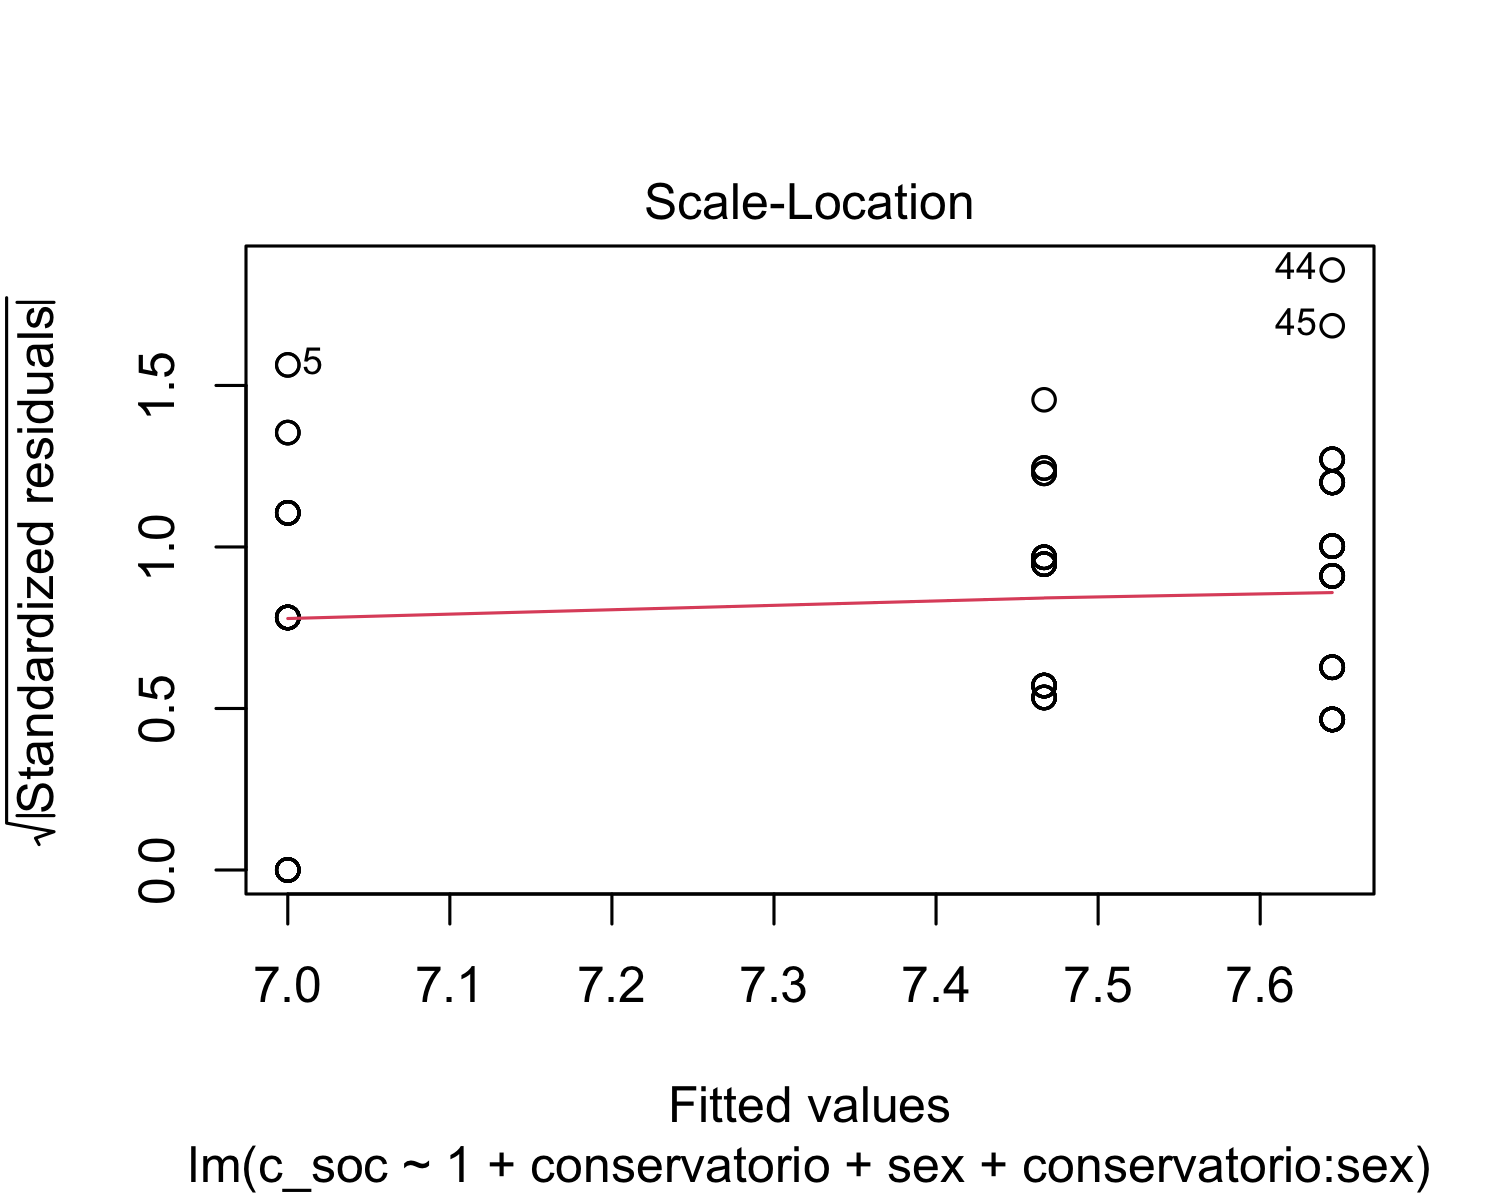 Scale-Location
√|Standardized residuals|
1.5
1.0
0.5
0.0
44
45
5
7.0 7.1 7.2 7.3 7.4 7.5 7.6
Fitted values
lm(c_soc ~ 1 + conservatorio + sex + conservatorio:sex)